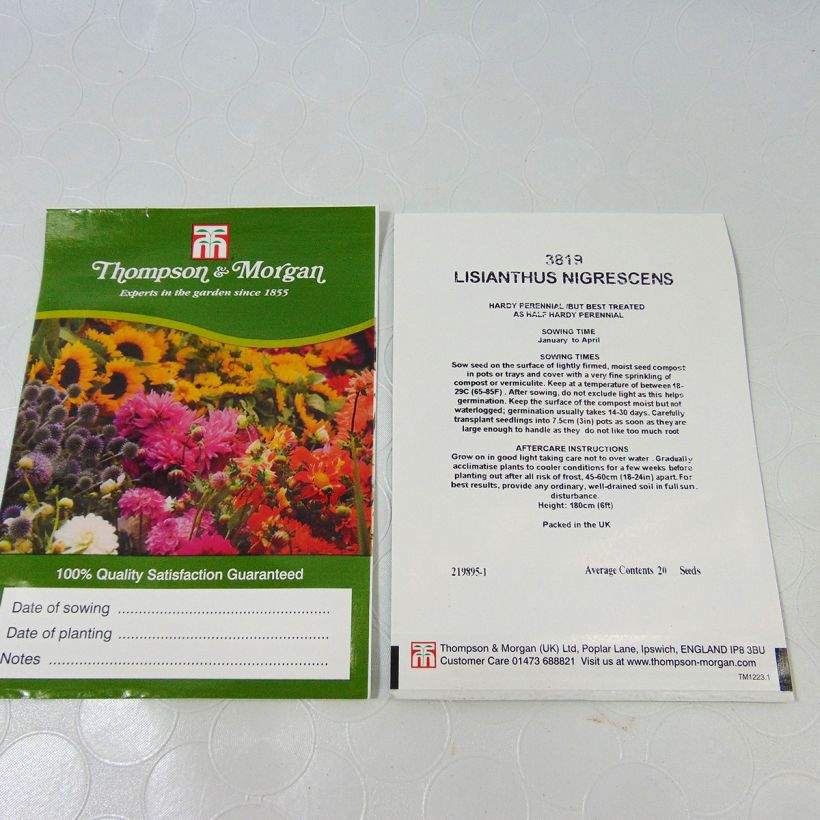 Thompson & Morgan
Experts in the garden since 1855
100% Quality Satisfaction Guaranteed
Date of sowing
Date of planting
Notes
3819
LISIANTHUS NIGRESCENS
HARDY PERENNIAL /BUT BEST TREATED
AS HALF HARDY PERENNIAL
SOWING TIME
January to April
SOWING TIMES
Sow seed on the surface of lightly firmed, moist seed compost
in pots or trays and cover with a very fine sprinkling of
compost or vermiculite. Keep at a temperature of between 18-
29C (65-85F) . After sowing, do not exclude light as this helps
germination. Keep the surface of the compost moist but not
waterlogged; germination usually takes 14-30 days. Carefully
transplant seedlings into 7.5cm (3in) pots as soon as they are
large enough to handle as they do not like too much root
AFTERCARE INSTRUCTIONS
Grow on in good light taking care not to over water . Gradually
acclimatise plants to cooler conditions for a few weeks before
planting out after all risk of frost, 45-60cm (18-24in) apart. For
best results, provide any ordinary, well-drained soil in full sun.
disturbance.
Height: 180cm (6ft)
Packed in the UK
219895-1 Average Contents 20 Seeds
Thompson & Morgan (UK) Ltd, Poplar Lane, Ipswich, ENGLAND IP8 3BU
Customer Care 01473 688821 Visit us at www.thompson-morgan.com
TM1223.1